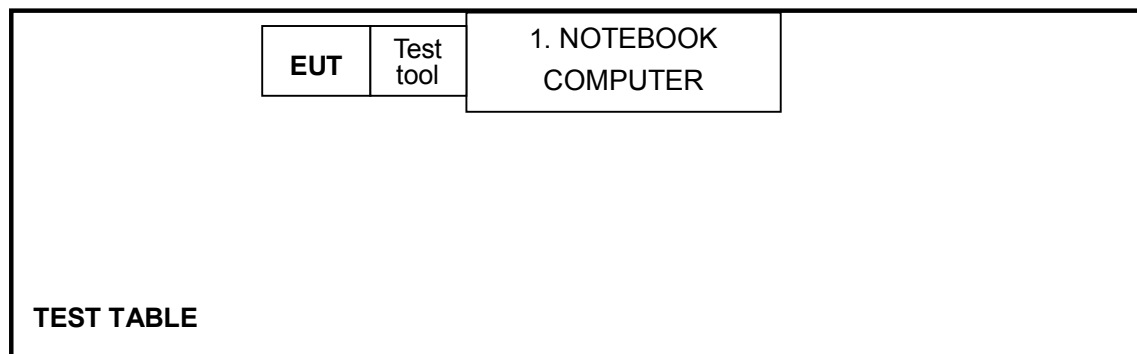 EUT
Test
tool
1. NOTEBOOK
COMPUTER
TEST TABLE